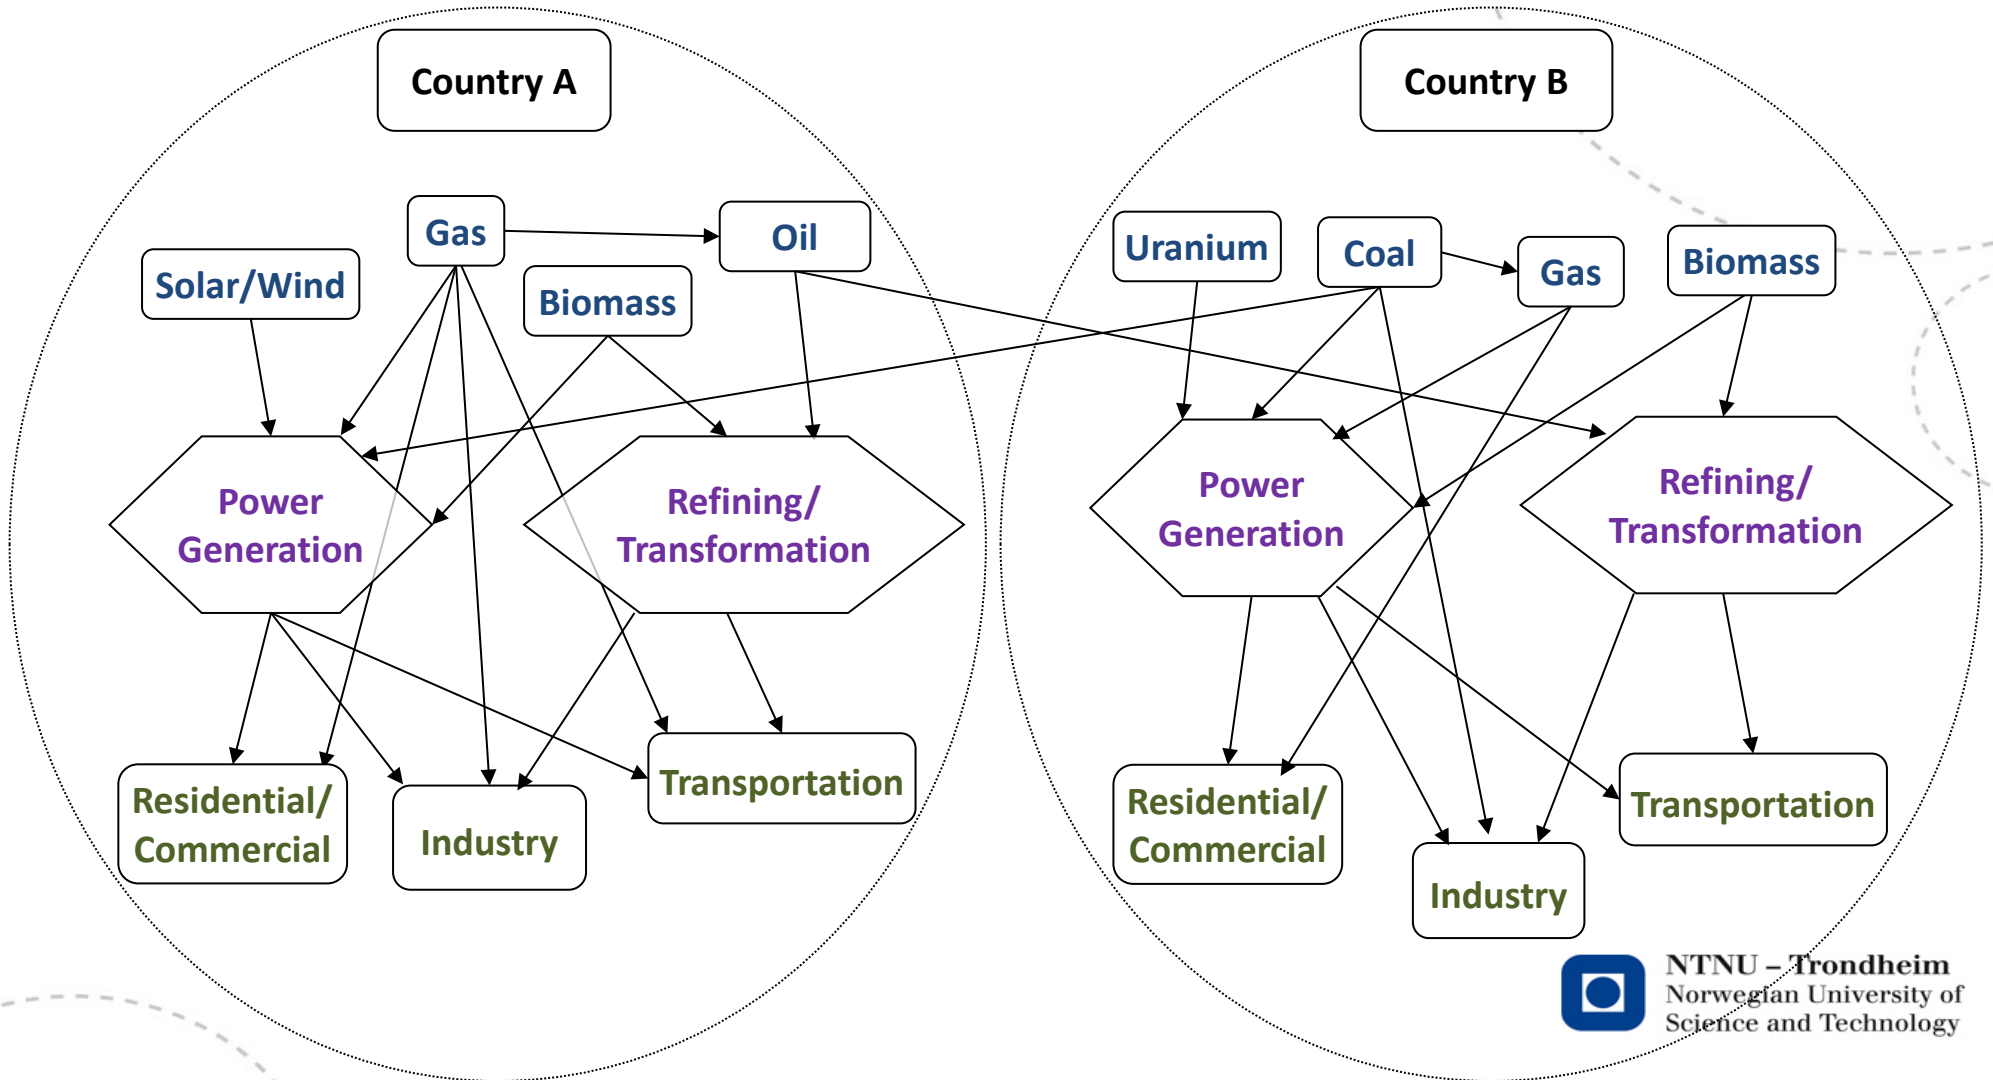 Country A
Country B
Gas
Oil
Solar/Wind
Biomass
Uranium
Coal
Gas
Biomass
Power
Generation
Refining/
Transformation
Power
Generation
Refining/
Transformation
Residential/
Commercial
Industry
Transportation
Residential/
Commercial
Industry
Transportation
NTNU – Trondheim
Norwegian University of
Science and Technology